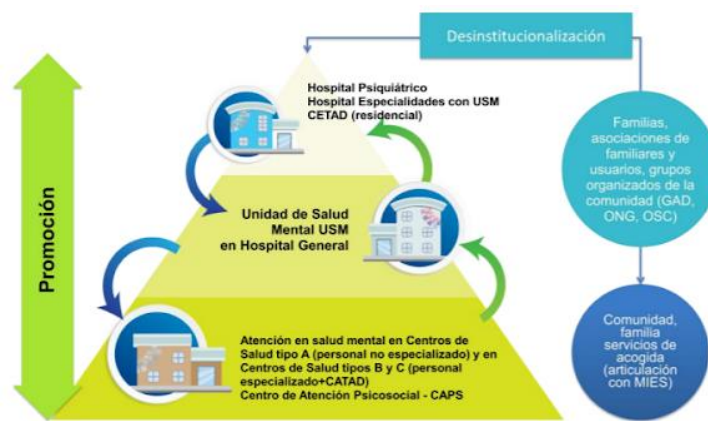 Desinstitucionalización
Hospital Psiquiátrico
Hospital Especialidades con USM
CETAD (residencial)
Familias,
asociaciones de
familiares y
usuarios, grupos
organizados de la
comunidad (GAD,
ONG, OSC)
Promoción
Unidad de Salud
Mental USM
en Hospital General
Atención en salud mental en Centros de
Salud tipo A (personal no especializado) y en
Centros de Salud tipos B y C (personal
especializado+CATAD)
Centro de Atención Psicosocial - CAPS
Comunidad,
familia
servicios de
acogida
(articulación
con MIES)